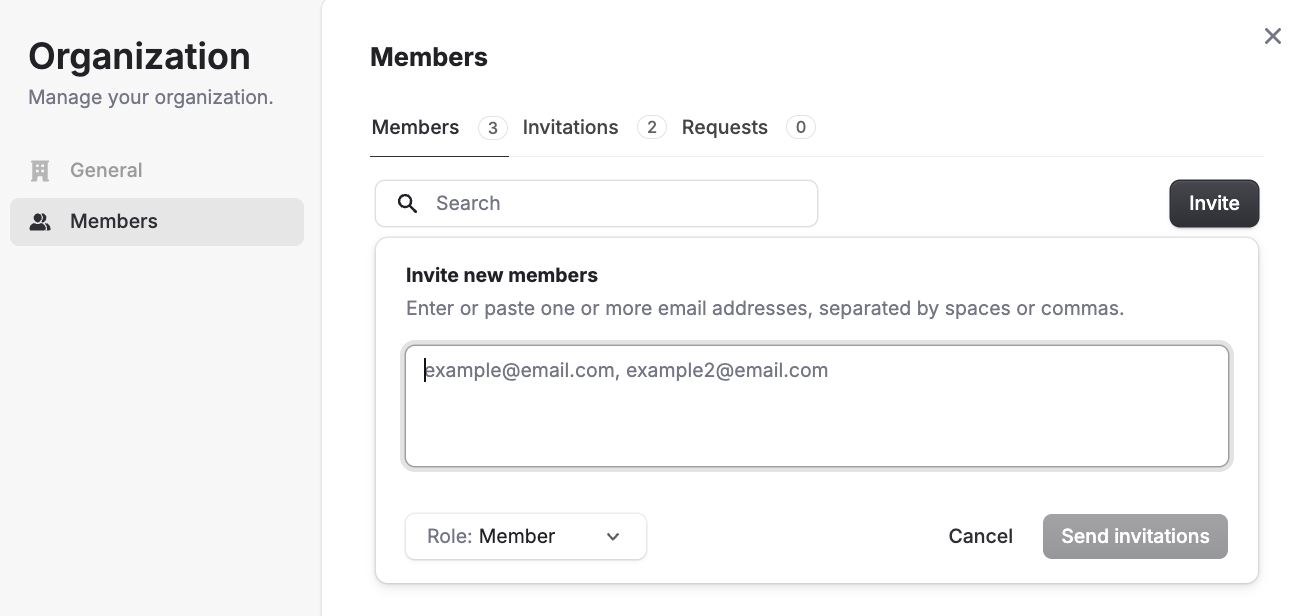 Organization
Manage your organization.
General
Members
Members
Members 3 Invitations 2 Requests 0
Search
Invite
Invite new members
Enter or paste one or more email addresses, separated by spaces or commas.
example@email.com, example2@email.com
Role: Member
Cancel
Send invitations